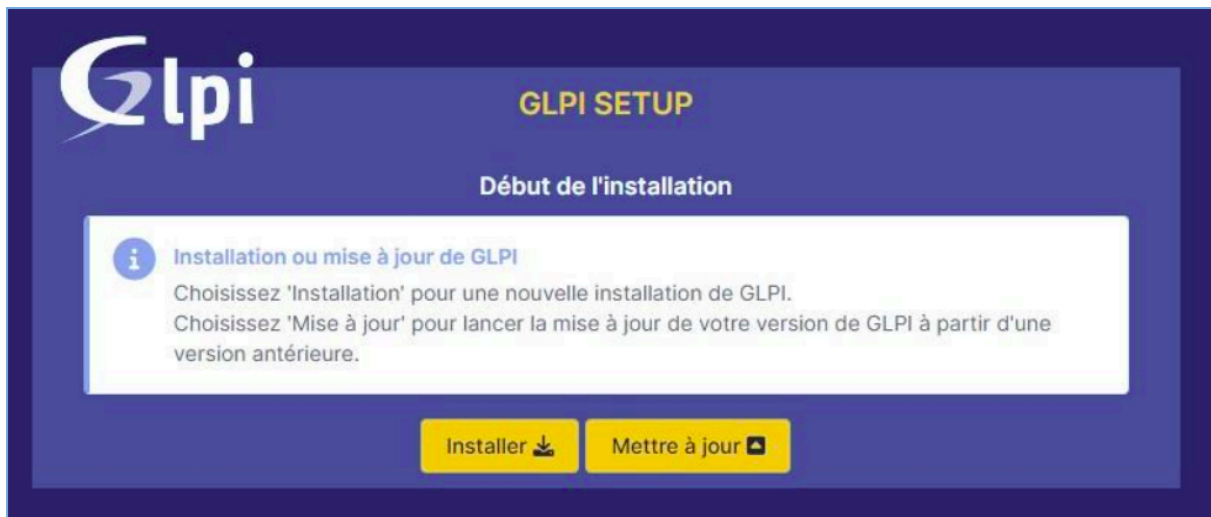 Glpi
GLPI SETUP
Début de l'installation
Installation ou mise à jour de GLPI
Choisissez 'Installation' pour une nouvelle installation de GLPI.
Choisissez 'Mise à jour' pour lancer la mise à jour de votre version de GLPI à partir d'une
version antérieure.
Installer
Mettre à jour